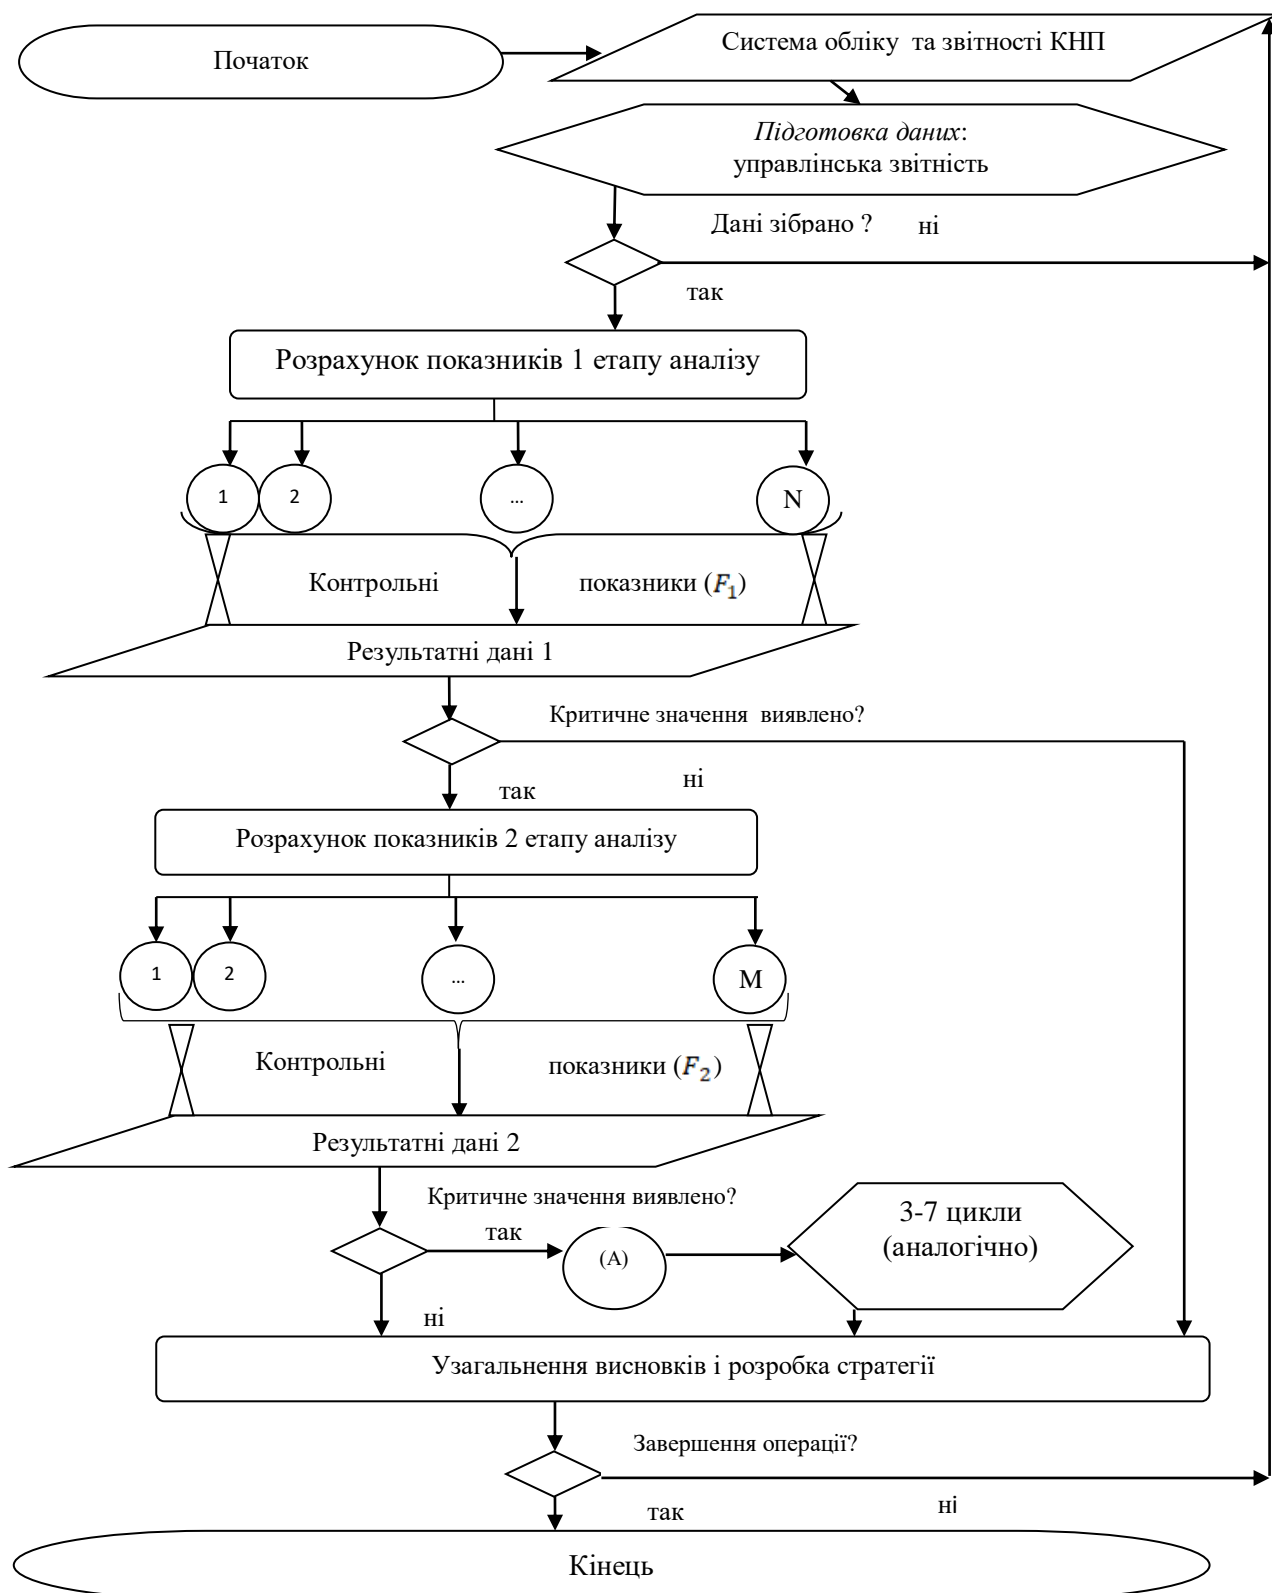 Початок
Система обліку та звітності КНП
Підготовка даних:
управлінська звітність
Дані зібрано ? ні
так
Розрахунок показників 1 етапу аналізу
1 2 ... N
Контрольні показники (F₁)
Результатні дані 1
Критичне значення виявлено?
так ні
Розрахунок показників 2 етапу аналізу
1 2 ... М
Контрольні показники (F₂)
Результатні дані 2
Критичне значення виявлено?
так
(А)
3-7 цикли
(аналогічно)
ні
Узагальнення висновків і розробка стратегії
Завершення операції?
так ні
Кінець